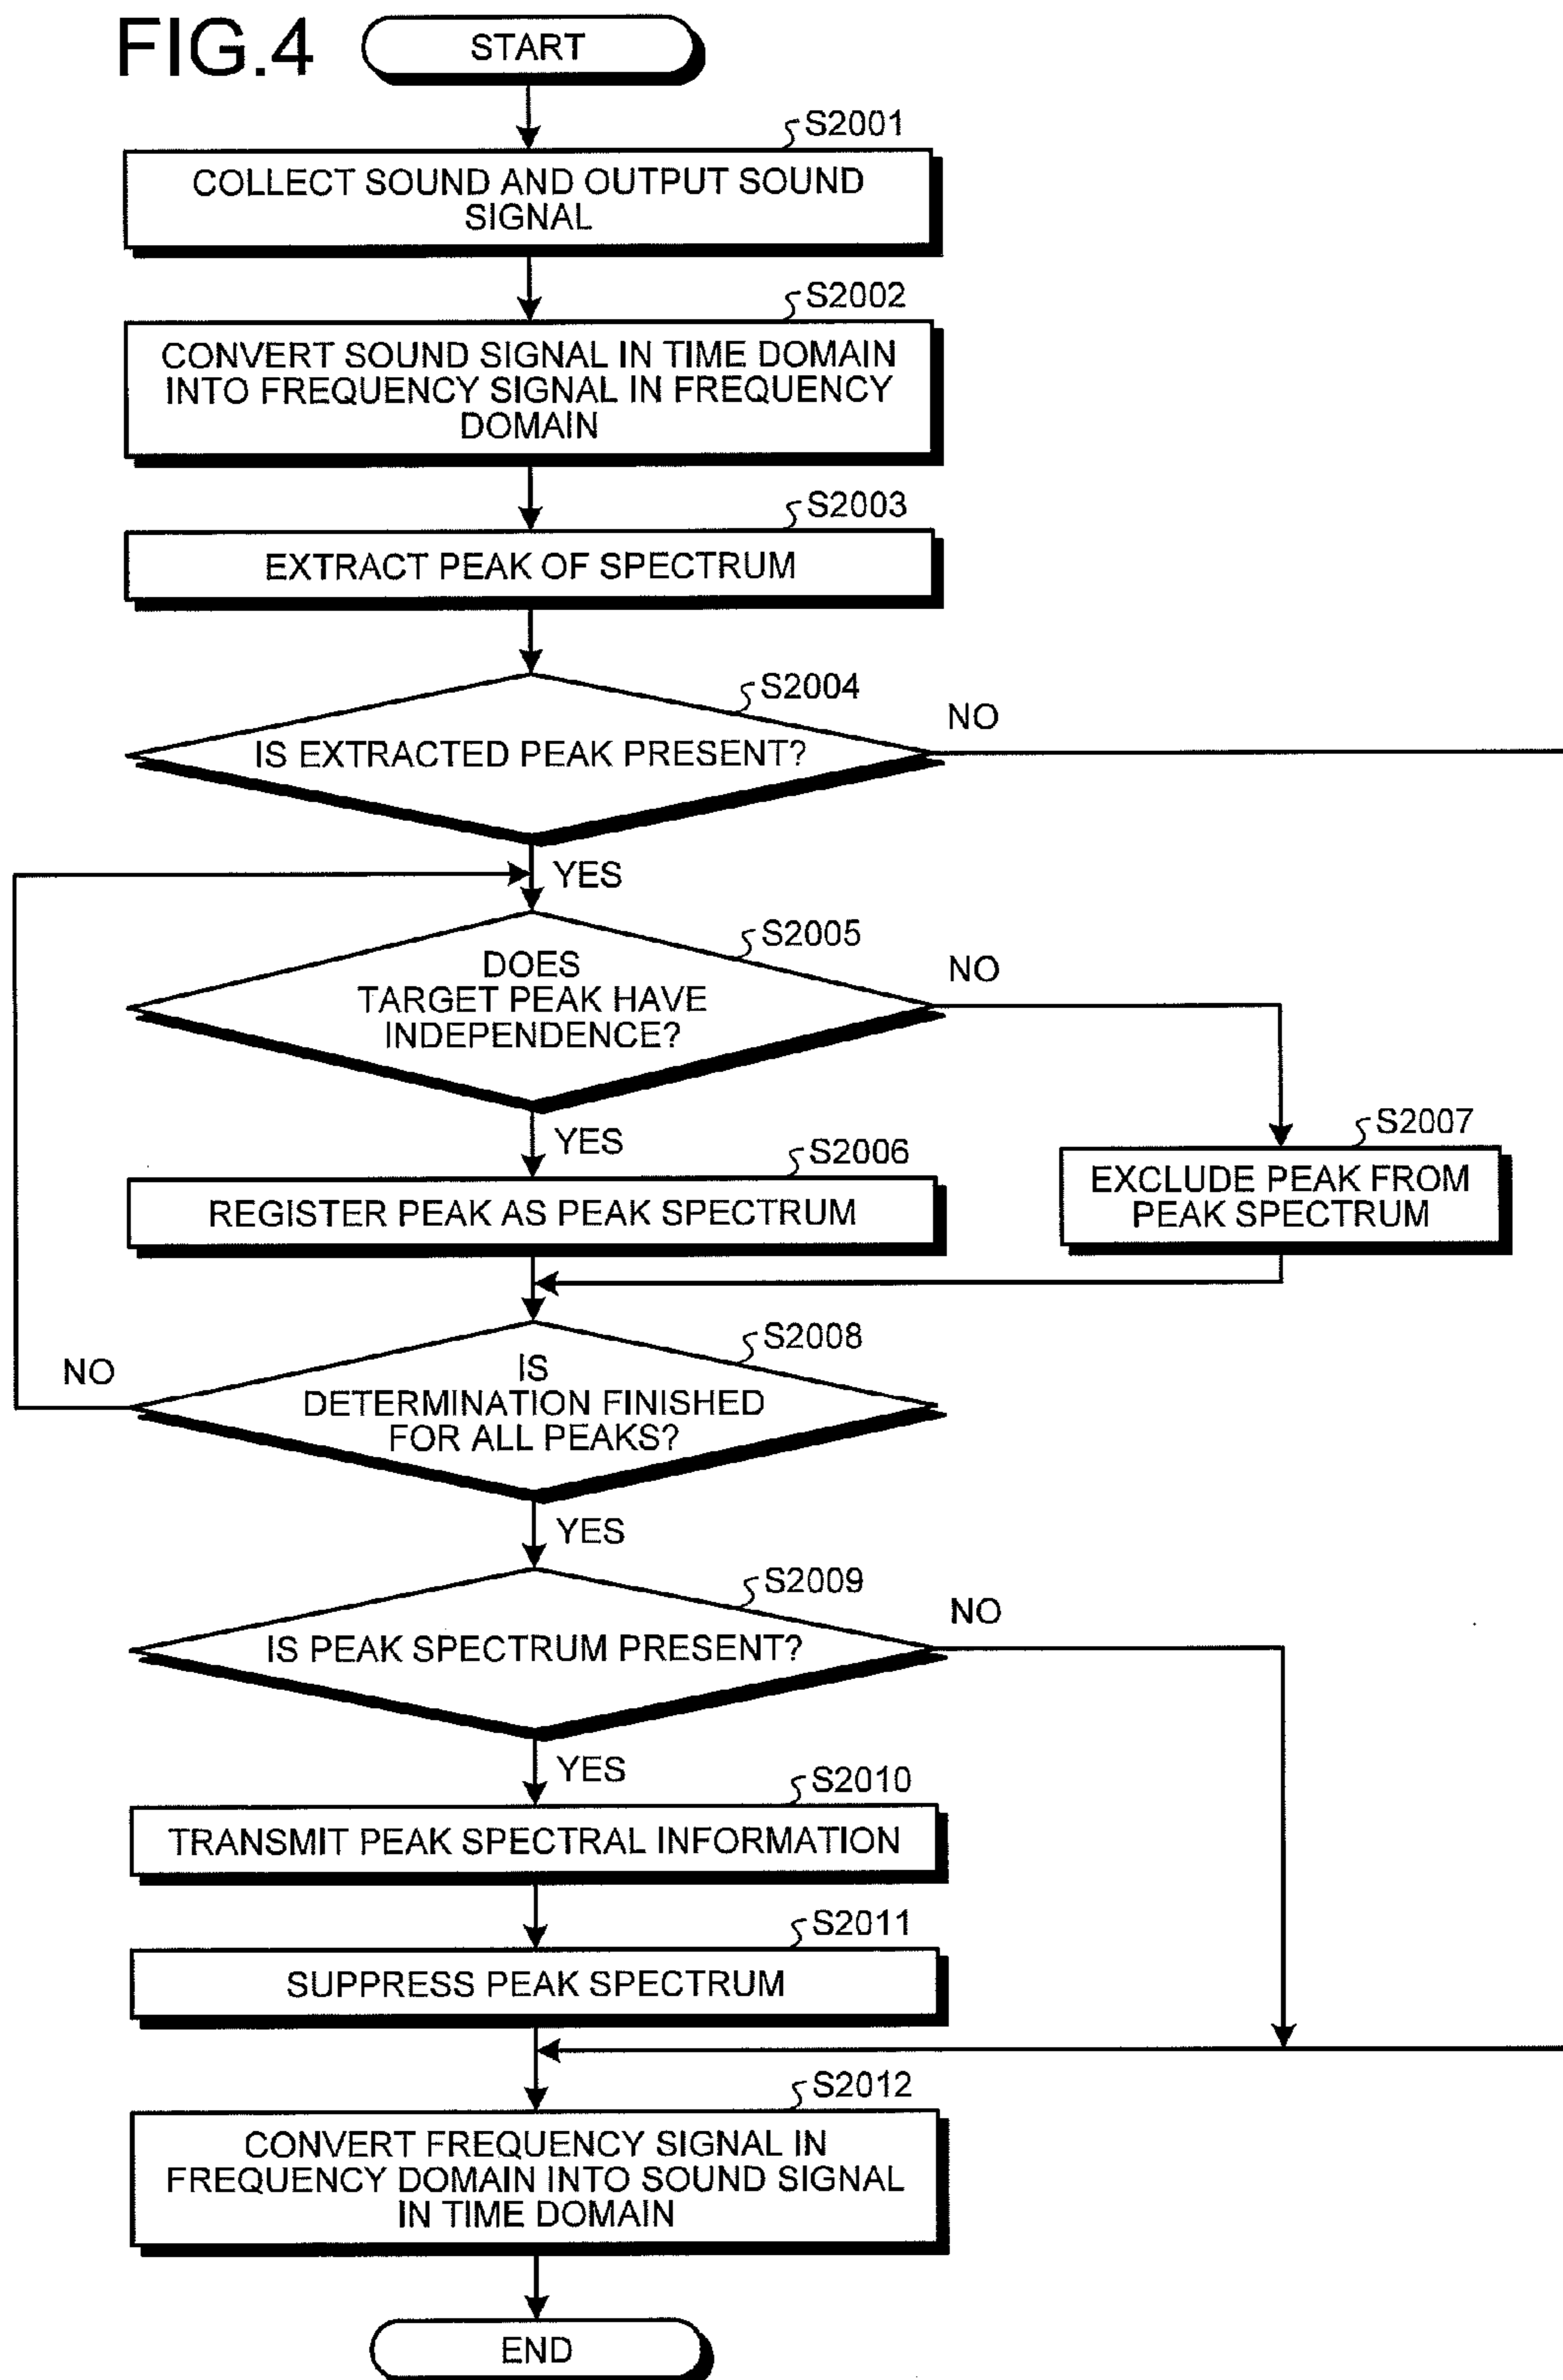 FIG.4
START
S2001
COLLECT SOUND AND OUTPUT SOUND
SIGNAL
S2002
CONVERT SOUND SIGNAL IN TIME DOMAIN
INTO FREQUENCY SIGNAL IN FREQUENCY
DOMAIN
S2003
EXTRACT PEAK OF SPECTRUM
S2004
NO
IS EXTRACTED PEAK PRESENT?
YES
S2005
NO
DOES
TARGET PEAK HAVE
INDEPENDENCE?
YES
S2006
REGISTER PEAK AS PEAK SPECTRUM
S2007
EXCLUDE PEAK FROM
PEAK SPECTRUM
S2008
NO
IS
DETERMINATION FINISHED
FOR ALL PEAKS?
YES
S2009
NO
IS PEAK SPECTRUM PRESENT?
YES
S2010
TRANSMIT PEAK SPECTRAL INFORMATION
S2011
SUPPRESS PEAK SPECTRUM
S2012
CONVERT FREQUENCY SIGNAL IN
FREQUENCY DOMAIN INTO SOUND SIGNAL
IN TIME DOMAIN
END